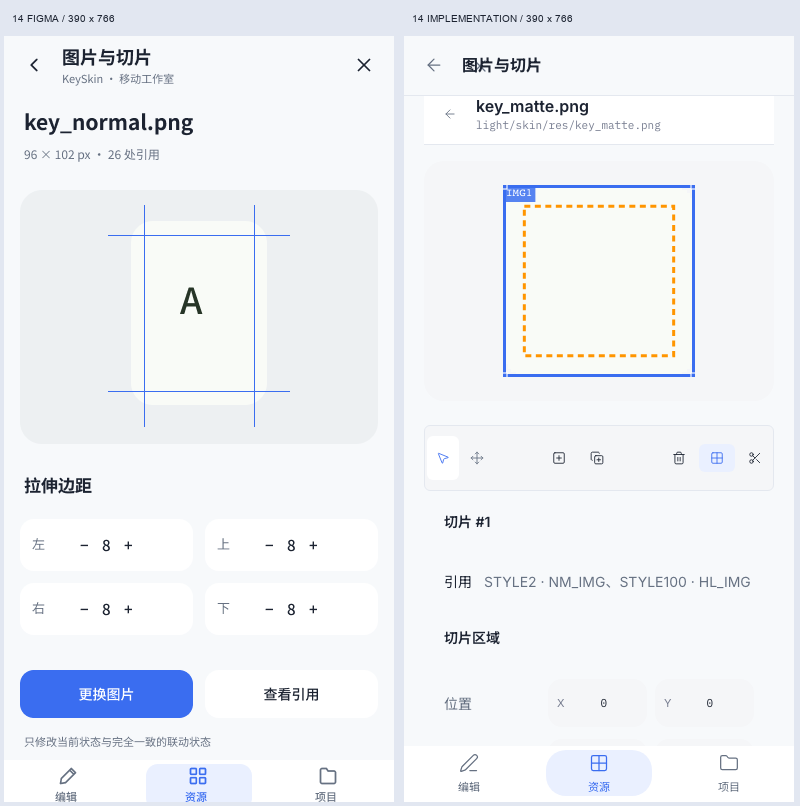 14 FIGMA / 390 x 766
图片与切片
KeySkin • 移动工作室
key_normal.png
96 × 102 px • 26 处引用
A
拉伸边距
左 − 8 +
上 − 8 +
右 − 8 +
下 − 8 +
更换图片
查看引用
只修改当前状态与完全一致的联动状态
编辑
资源
项目
14 IMPLEMENTATION / 390 x 766
图片与切片
key_matte.png
light/skin/res/key_matte.png
IMG1
切片 #1
引用 STYLE2 · NM_IMG、STYLE100 · HL_IMG
切片区域
位置 X 0 Y 0
编辑
资源
项目